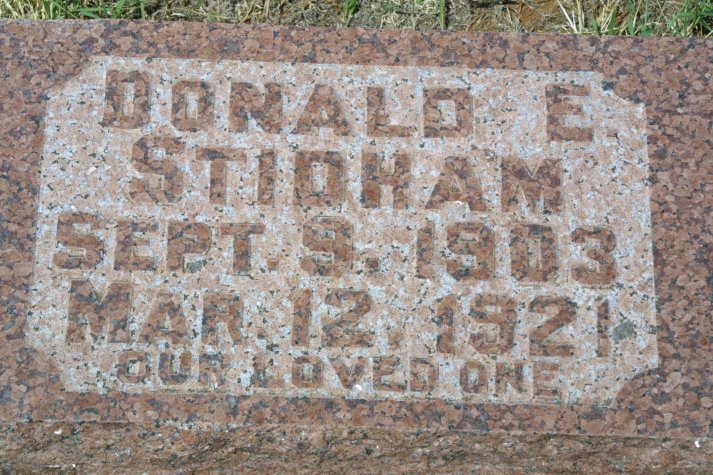 DONALD E.
STIDHAM
SEPT. 9. 1903
MAR. 12. 1921
OUR LOVED ONE